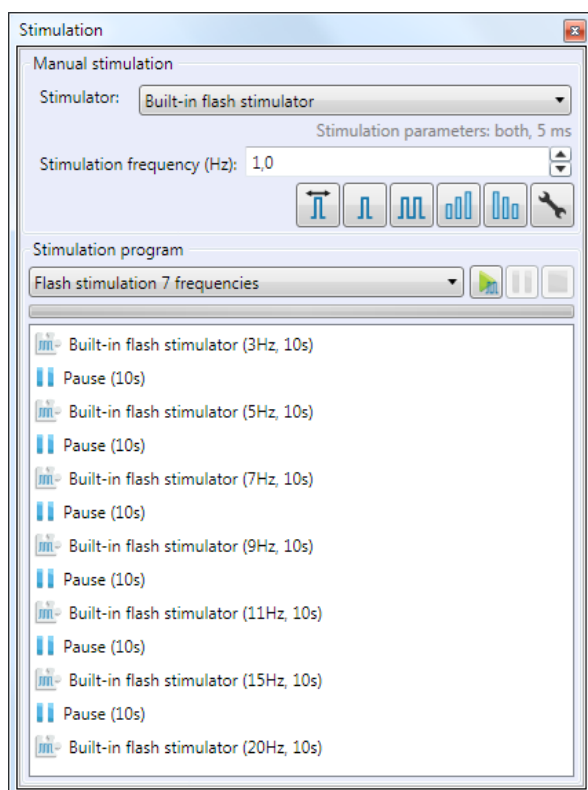 Stimulation
Manual stimulation
Stimulator: Built-in flash stimulator
Stimulation parameters: both, 5 ms
Stimulation frequency (Hz): 1,0
Stimulation program
Flash stimulation 7 frequencies
Built-in flash stimulator (3Hz, 10s)
Pause (10s)
Built-in flash stimulator (5Hz, 10s)
Pause (10s)
Built-in flash stimulator (7Hz, 10s)
Pause (10s)
Built-in flash stimulator (9Hz, 10s)
Pause (10s)
Built-in flash stimulator (11Hz, 10s)
Pause (10s)
Built-in flash stimulator (15Hz, 10s)
Pause (10s)
Built-in flash stimulator (20Hz, 10s)